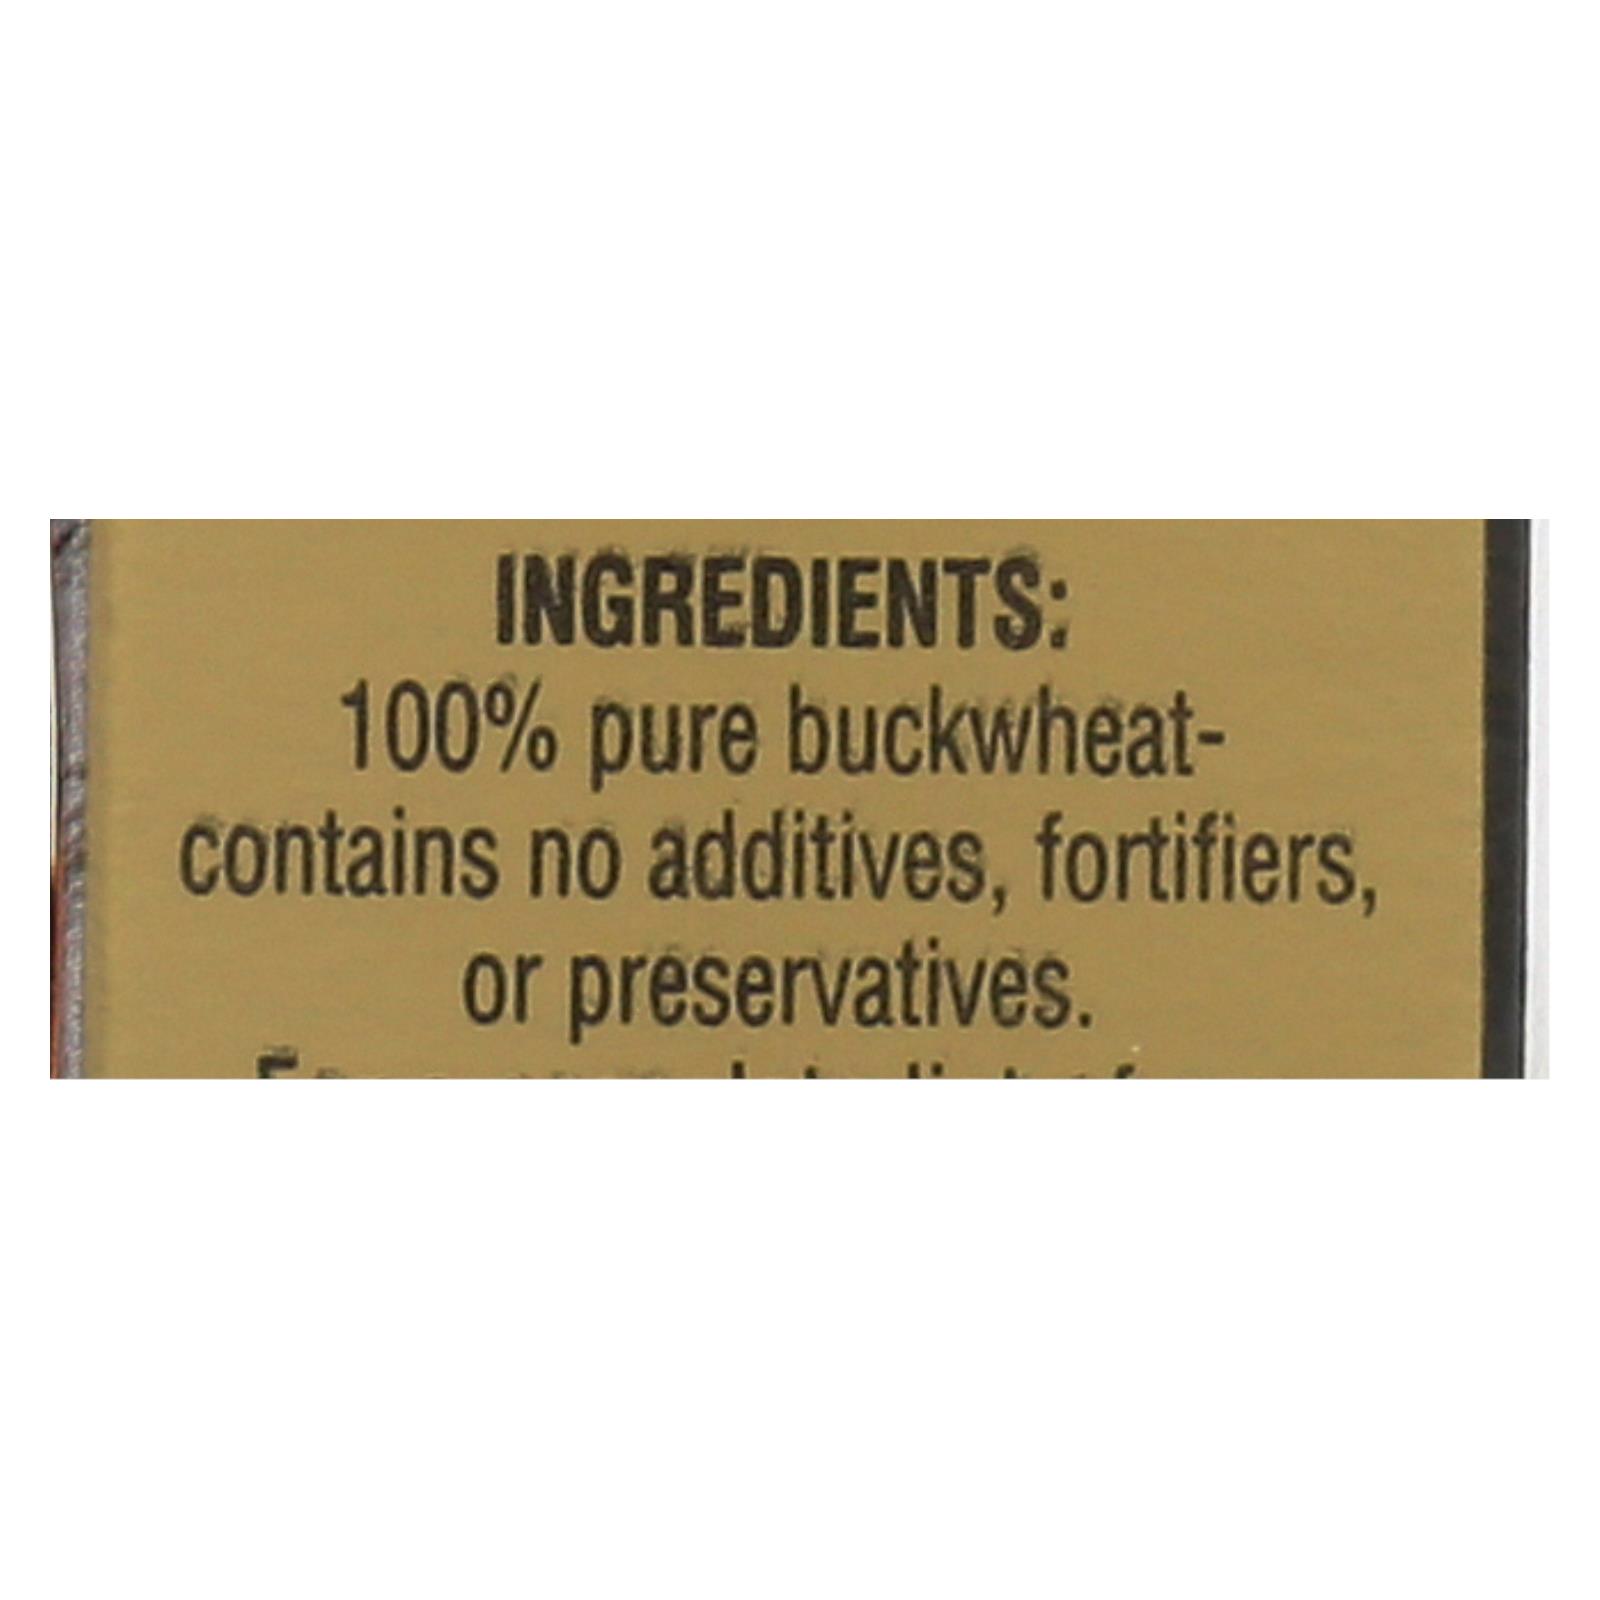 INGREDIENTS:
100% pure buckwheat-
contains no additives, fortifiers,
or preservatives.